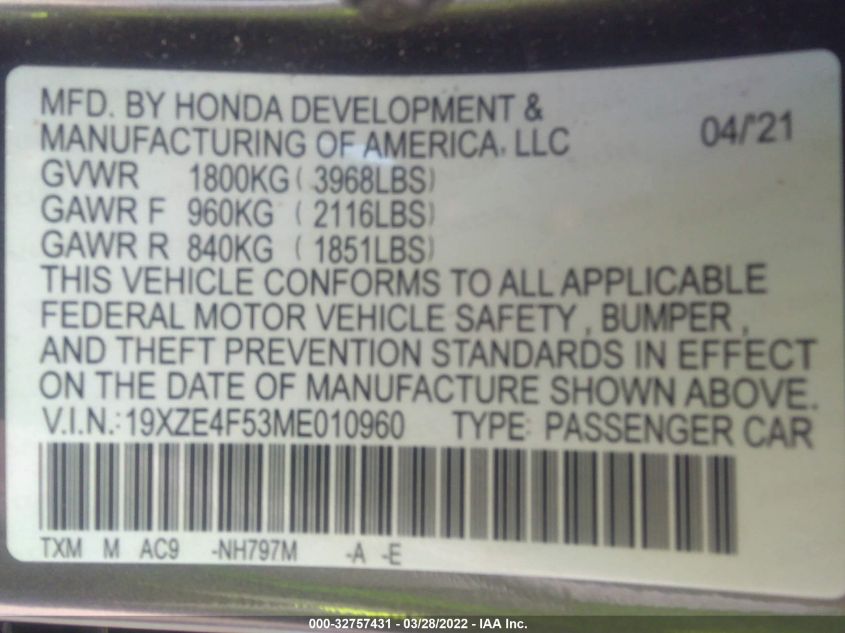 MFD. BY HONDA DEVELOPMENT &
MANUFACTURING OF AMERICA, LLC 04/'21
GVWR 1800KG ( 3968LBS)
GAWR F 960KG ( 2116LBS)
GAWR R 840KG ( 1851LBS)
THIS VEHICLE CONFORMS TO ALL APPLICABLE
FEDERAL MOTOR VEHICLE SAFETY , BUMPER ,
AND THEFT PREVENTION STANDARDS IN EFFECT
ON THE DATE OF MANUFACTURE SHOWN ABOVE.
V.I.N.: 19XZE4F53ME010960 TYPE: PASSENGER CAR
TXM M AC9 -NH797M -A -E
000-32757431 - 03/28/2022 - IAA Inc.